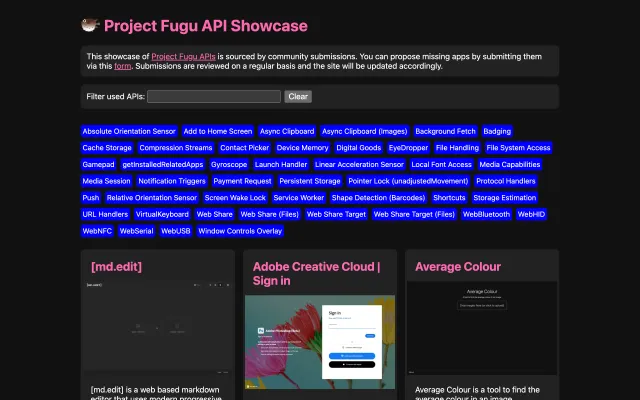 Project Fugu API Showcase
This showcase of Project Fugu APIs is sourced by community submissions. You can propose missing apps by submitting them
via this form. Submissions are reviewed on a regular basis and the site will be updated accordingly.
Filter used APIs: Clear
Absolute Orientation Sensor Add to Home Screen Async Clipboard Async Clipboard (Images) Background Fetch Badging
Cache Storage Compression Streams Contact Picker Device Memory Digital Goods EyeDropper File Handling File System Access
Gamepad getInstalledRelatedApps Gyroscope Launch Handler Linear Acceleration Sensor Local Font Access Media Capabilities
Media Session Notification Triggers Payment Request Persistent Storage Pointer Lock (unadjustedMovement) Protocol Handlers
Push Relative Orientation Sensor Screen Wake Lock Service Worker Shape Detection (Barcodes) Shortcuts Storage Estimation
URL Handlers VirtualKeyboard Web Share Web Share (Files) Web Share Target Web Share Target (Files) WebBluetooth WebHID
WebNFC WebSerial WebUSB Window Controls Overlay
[md.edit]
[md.edit]
[md.edit] is a web based markdown
editor that uses modern progressive
Adobe Creative Cloud |
Sign in
Sign in
Average Colour
Average Colour
Average Colour is a tool to find the
average colour in an image.